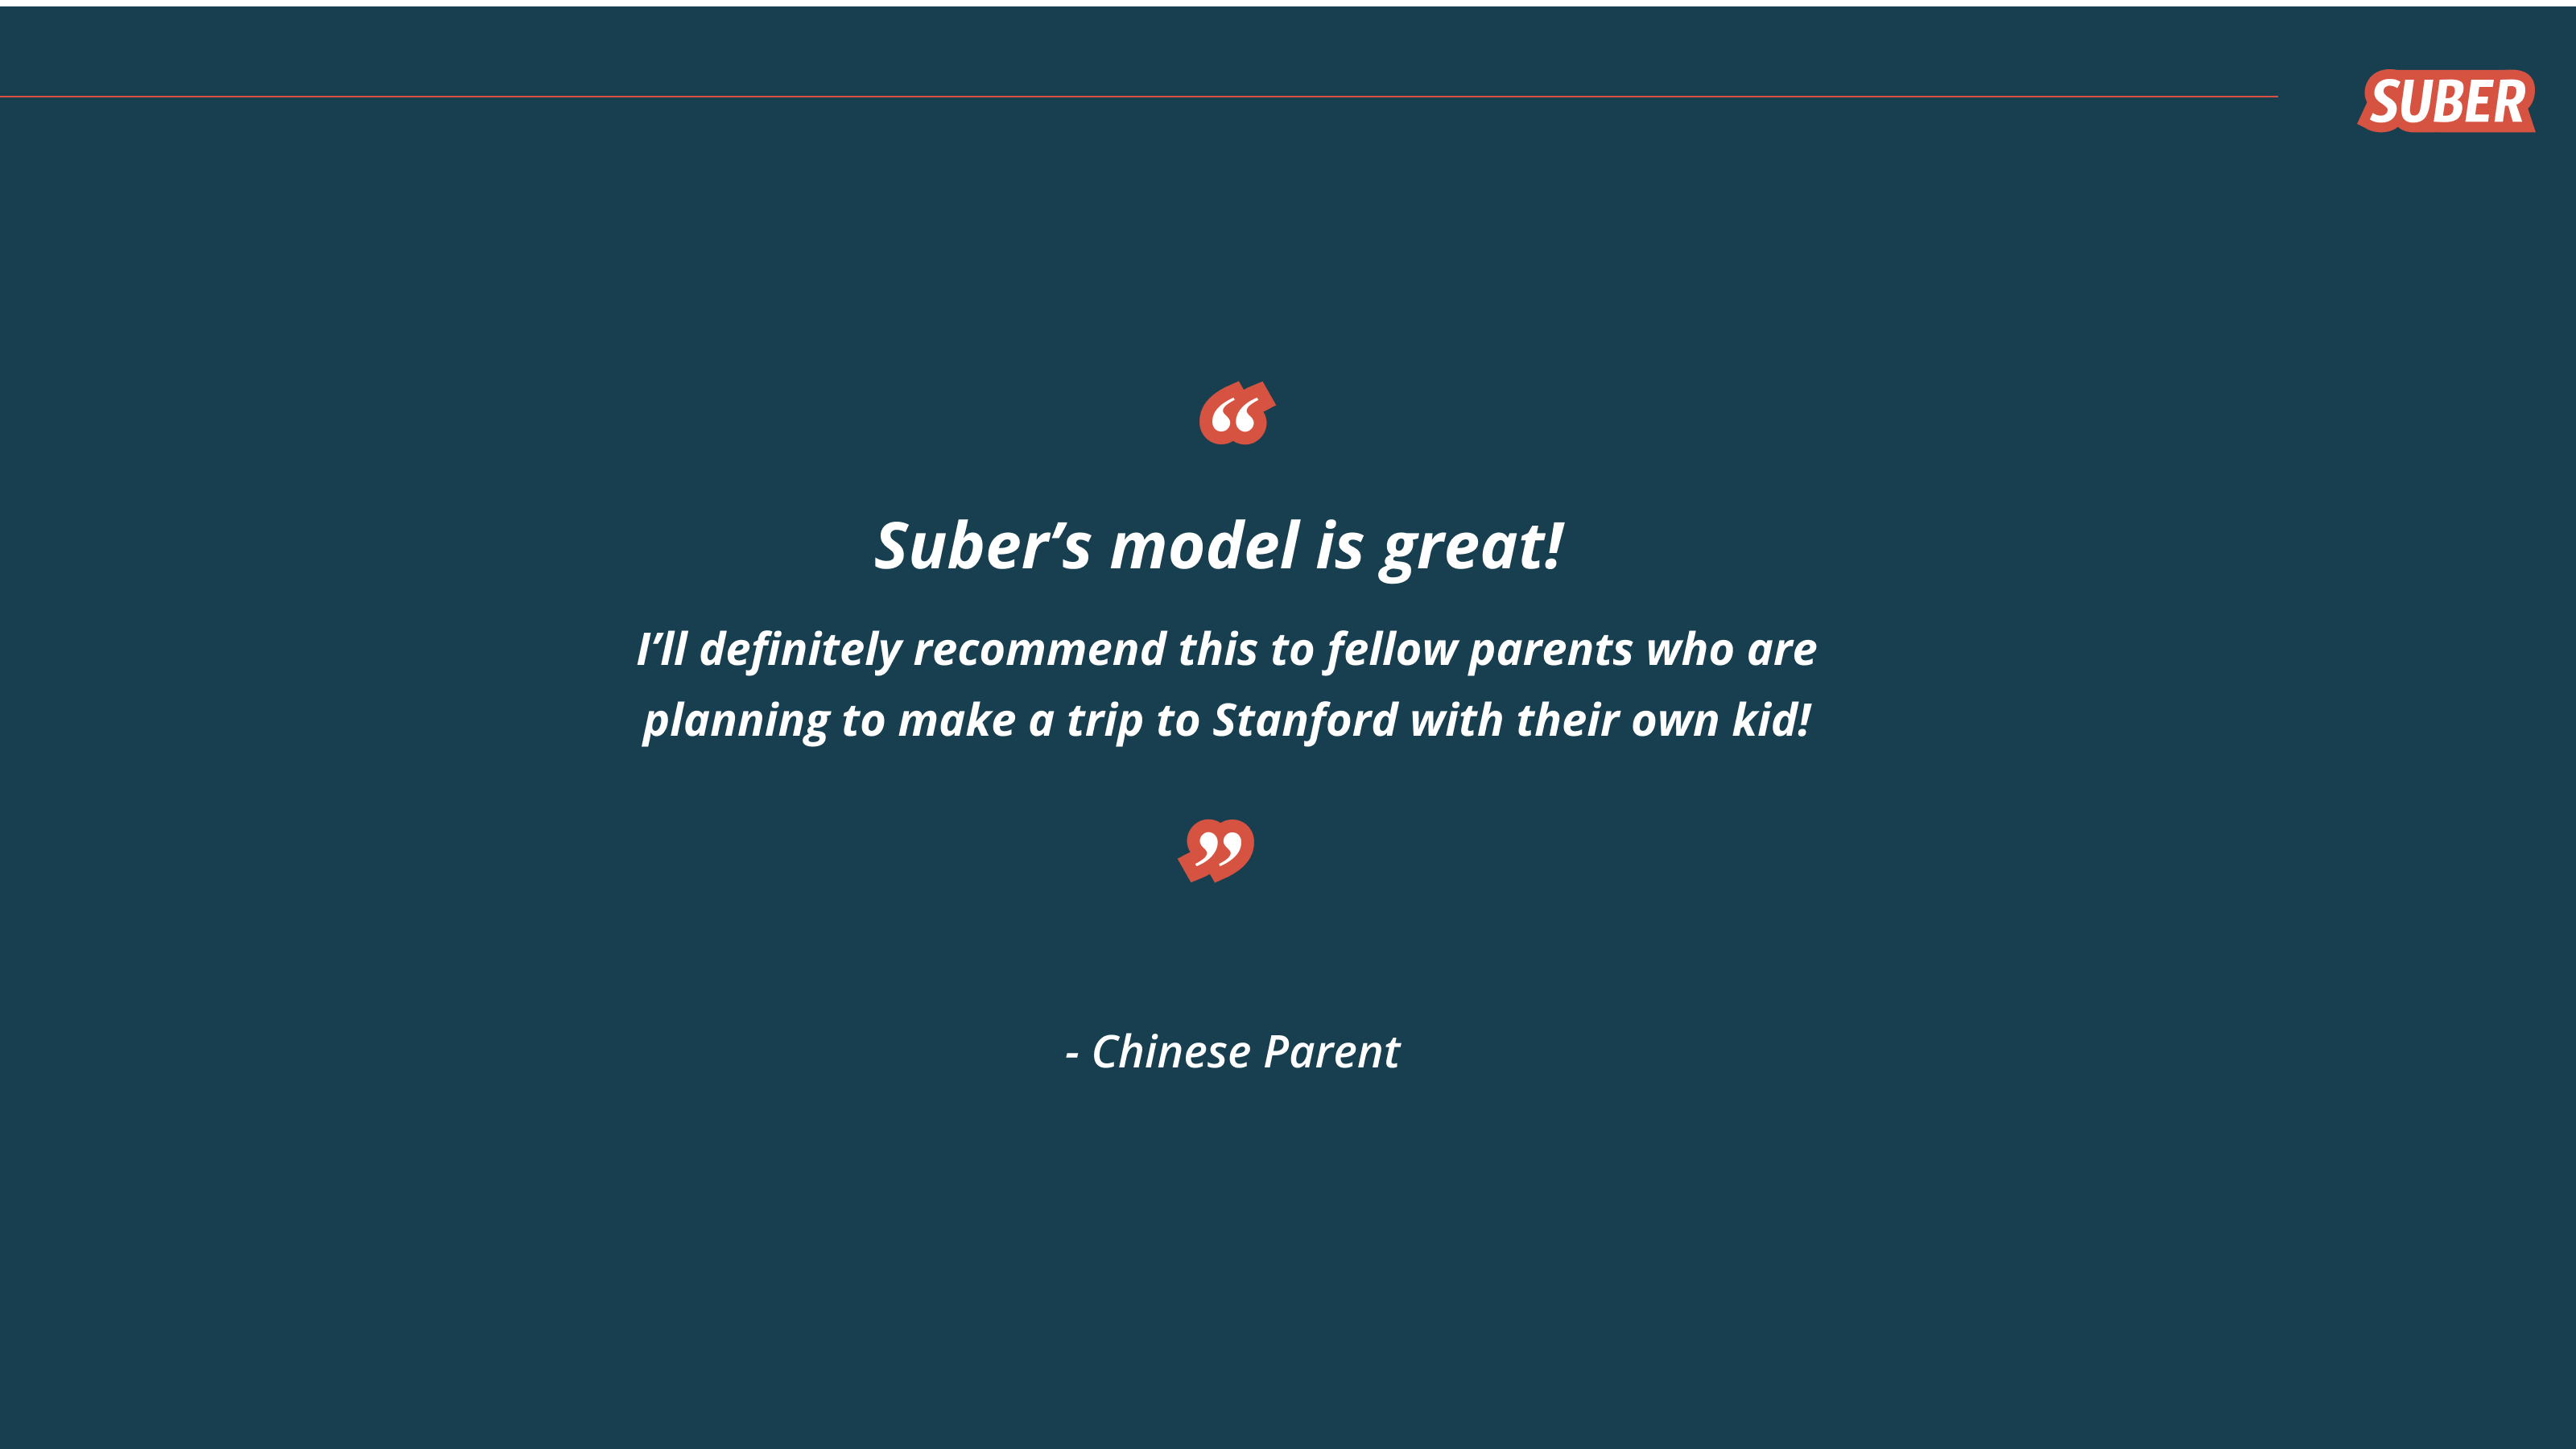 SUBER
“
Suber’s model is great!
I’ll definitely recommend this to fellow parents who are
planning to make a trip to Stanford with their own kid!
”
- Chinese Parent